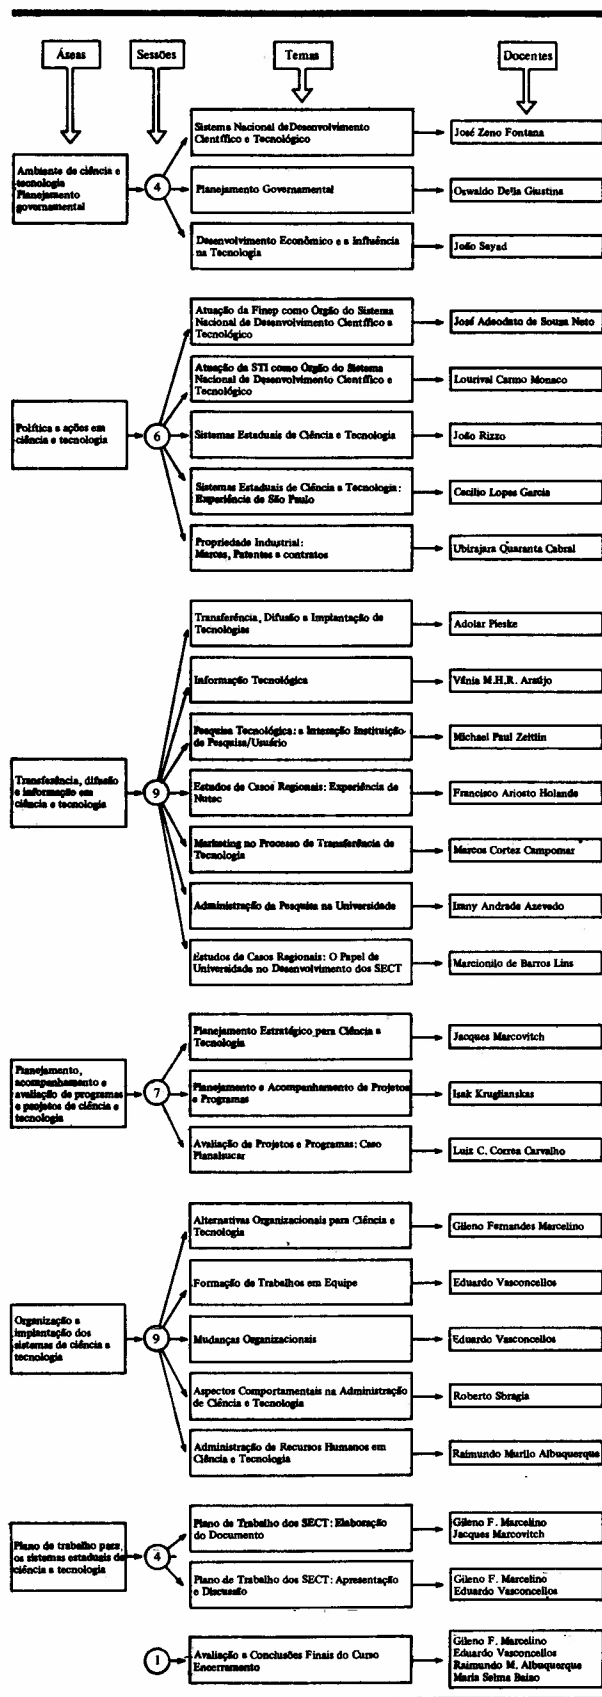 Áreas
Sessões
Temas
Docentes
Ambiente de ciência e
tecnologia
Planejamento
governamental
4
Sistema Nacional de Desenvolvimento
Científico e Tecnológico
José Zeno Fontana
Planejamento Governamental
Oswaldo Della Giustina
Desenvolvimento Econômico e a Influência
na Tecnologia
João Sayad
Política e ações em
ciência e tecnologia
6
Atuação da Finep como Órgão do Sistema
Nacional de Desenvolvimento Científico e
Tecnológico
José Adeodato de Souza Neto
Atuação da STI como Órgão do Sistema
Nacional de Desenvolvimento Científico e
Tecnológico
Lourival Carmo Monaco
Sistemas Estaduais de Ciência e Tecnologia
João Rizzo
Sistemas Estaduais de Ciência e Tecnologia:
Experiência de São Paulo
Cecilio Lopes Garcia
Propriedade Industrial:
Marcas, Patentes e contratos
Ubirajara Quaranta Cabral
Transferência, difusão
e informação em
ciência e tecnologia
9
Transferência, Difusão e Implantação de
Tecnologias
Adolar Pieske
Informação Tecnológica
Vânia M.H.R. Araújo
Pesquisa Tecnológica: a Interação Instituição
de Pesquisa/Usuário
Michael Paul Zeitlin
Estudos de Casos Regionais: Experiência de
Nutec
Francisco Ariosto Holanda
Marketing no Processo de Transferência de
Tecnologia
Marcos Cortez Campomar
Administração da Pesquisa na Universidade
Irany Andrade Azevedo
Estudos de Casos Regionais: O Papel de
Universidade no Desenvolvimento dos SECT
Marcionilo de Barros Lins
Planejamento,
acompanhamento e
avaliação de programas
e projetos de ciência e
tecnologia
7
Planejamento Estratégico para Ciência e
Tecnologia
Jacques Marcovitch
Planejamento e Acompanhamento de Projetos
e Programas
Isak Kruglianskas
Avaliação de Projetos e Programas: Caso
Planalsucar
Luiz C. Correa Carvalho
Organização e
implantação dos
sistemas de ciência e
tecnologia
9
Alternativas Organizacionais para Ciência e
Tecnologia
Gileno Fernandes Marcelino
Formação de Trabalhos em Equipe
Eduardo Vasconcellos
Mudanças Organizacionais
Eduardo Vasconcellos
Aspectos Comportamentais na Administração
de Ciência e Tecnologia
Roberto Sbragia
Administração de Recursos Humanos em
Ciência e Tecnologia
Raimundo Murilo Albuquerque
Plano de trabalho para
os sistemas estaduais de
ciência e tecnologia
4
Plano de Trabalho dos SECT: Elaboração
do Documento
Gileno F. Marcelino
Jacques Marcovitch
Plano de Trabalho dos SECT: Apresentação
e Discussão
Gileno F. Marcelino
Eduardo Vasconcellos
1
Avaliação e Conclusões Finais do Curso
Encerramento
Gileno F. Marcelino
Eduardo Vasconcellos
Raimundo M. Albuquerque
Maria Selma Baião